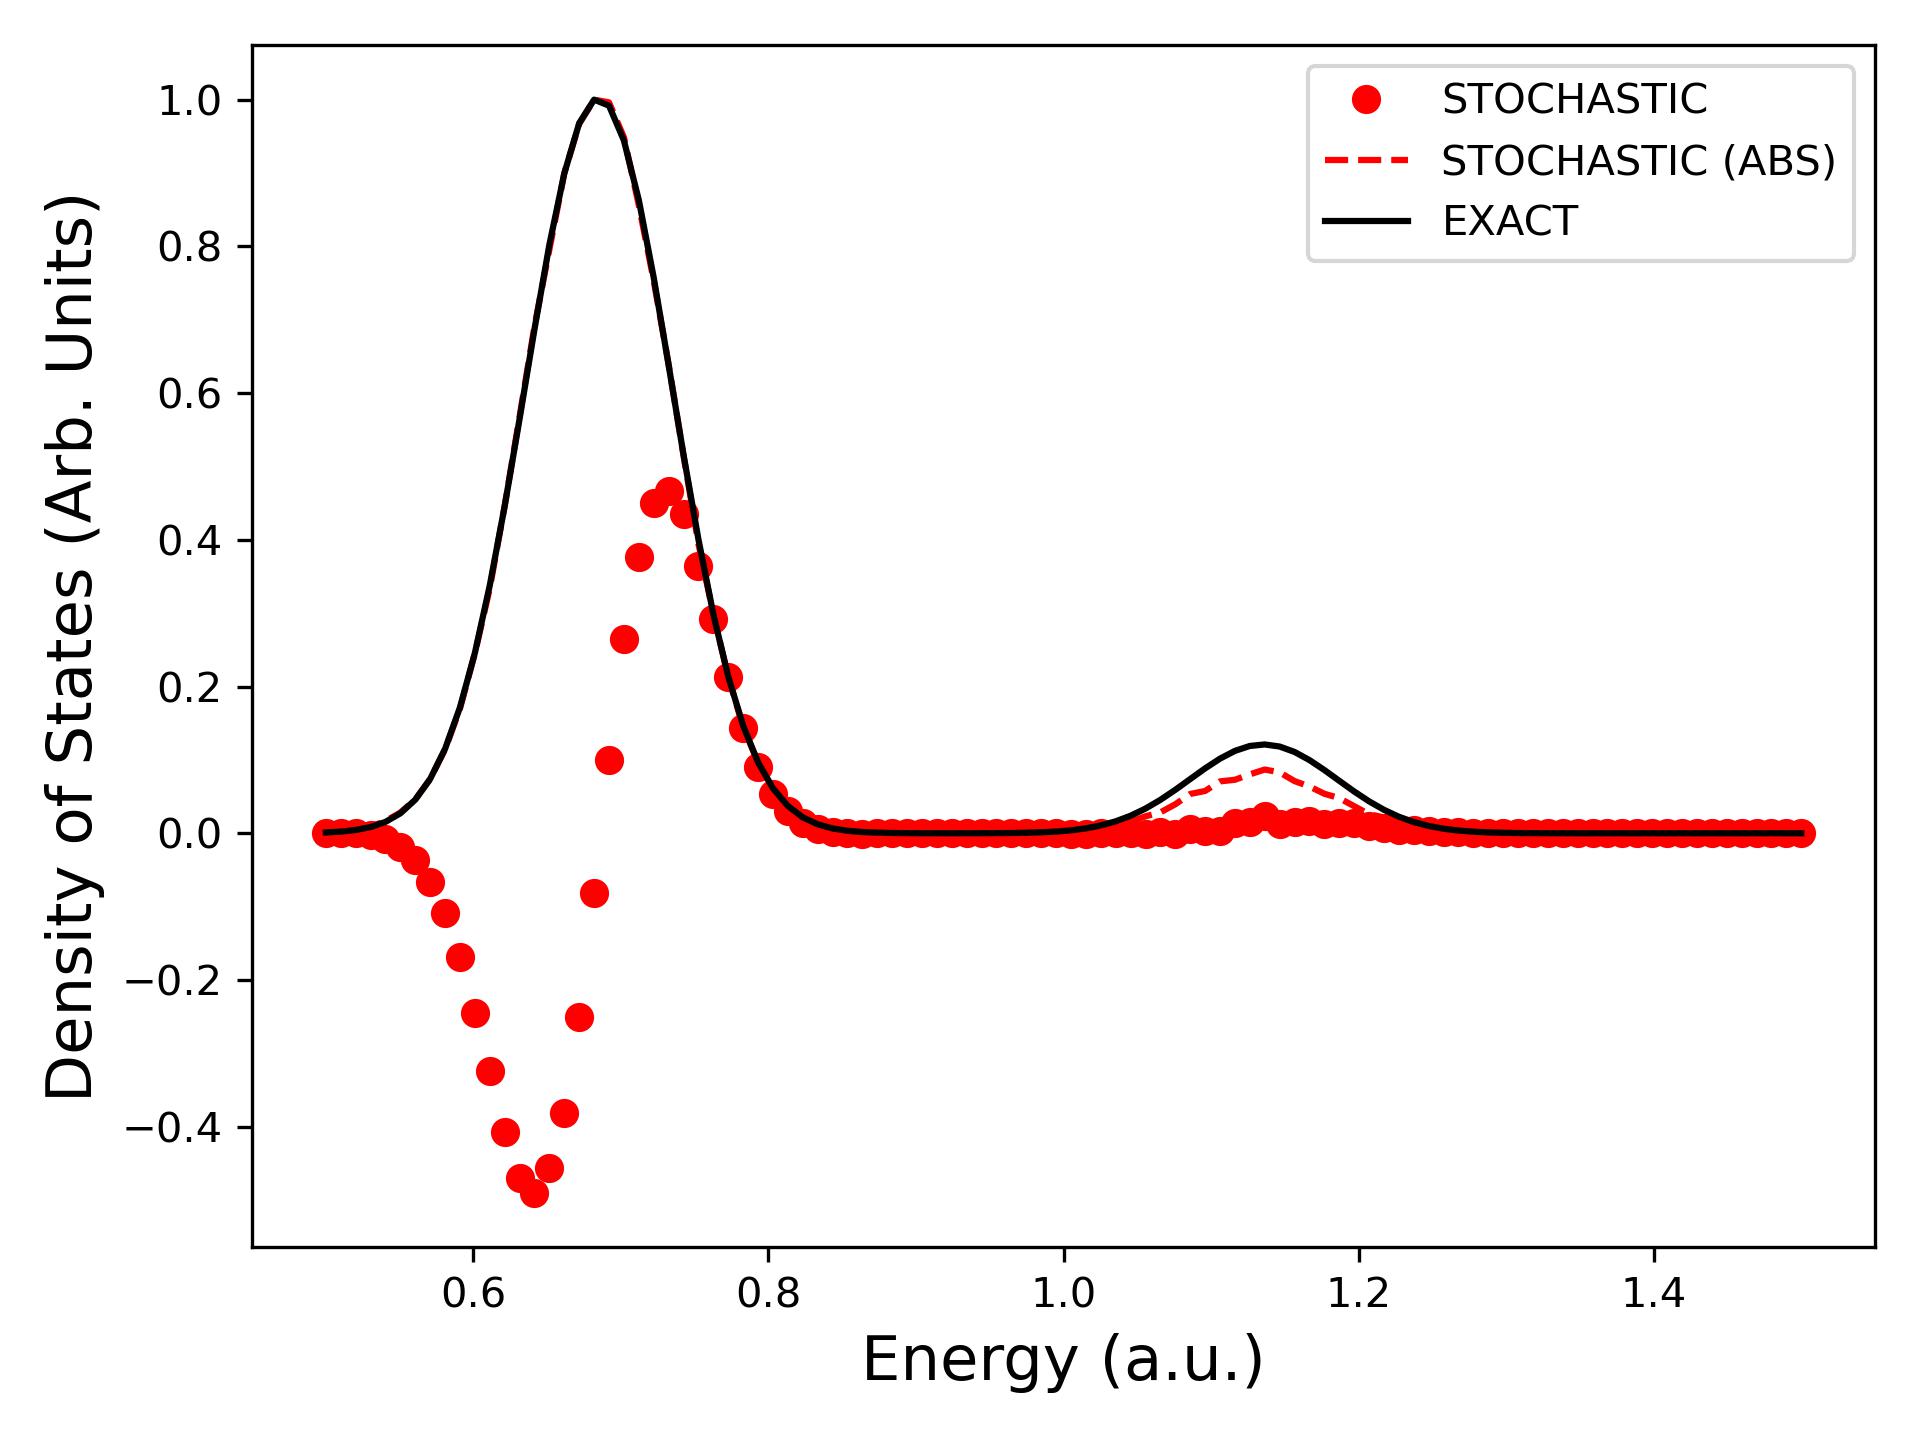 STOCHASTIC
STOCHASTIC (ABS)
EXACT
Density of States (Arb. Units)
1.0
0.8
0.6
0.4
0.2
0.0
−0.2
−0.4
0.6 0.8 1.0 1.2 1.4
Energy (a.u.)